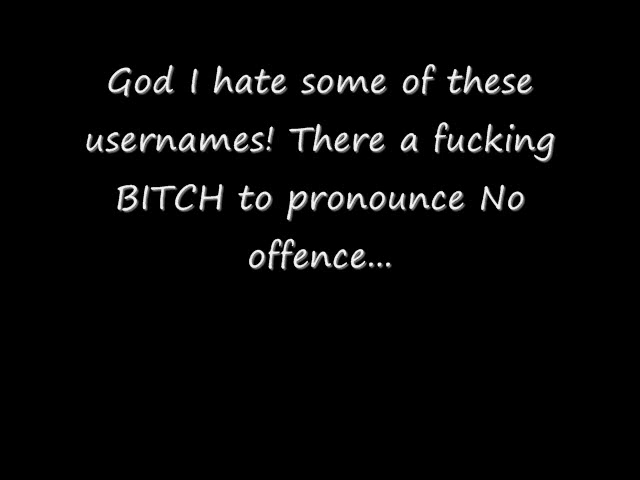 God I hate some of these
usernames! There a fucking
BITCH to pronounce No
offence...